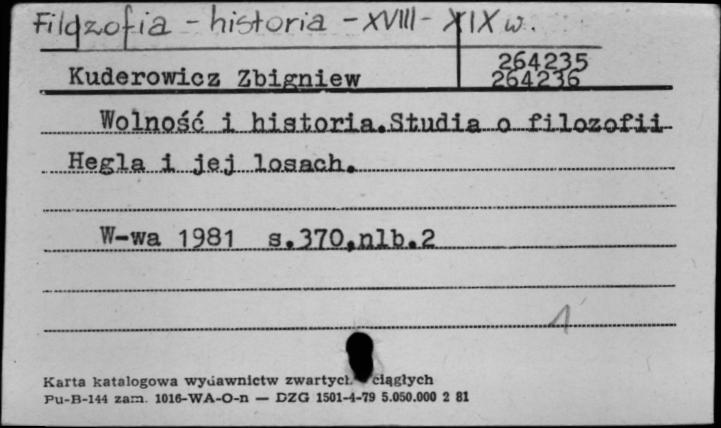 Filozofia - historia - XVIII - XIX w.
264235
Kuderowicz Zbigniew 264236
Wolność i historia.Studia o filozofii
Hegla i jej losach.
W-wa 1981 s.370,nlb.2
1
Karta katalogowa wydawnictw zwartych ciągłych
Pu-B-144 zam. 1016-WA-O-n — DZG 1501-4-79 5.050.000 2 81